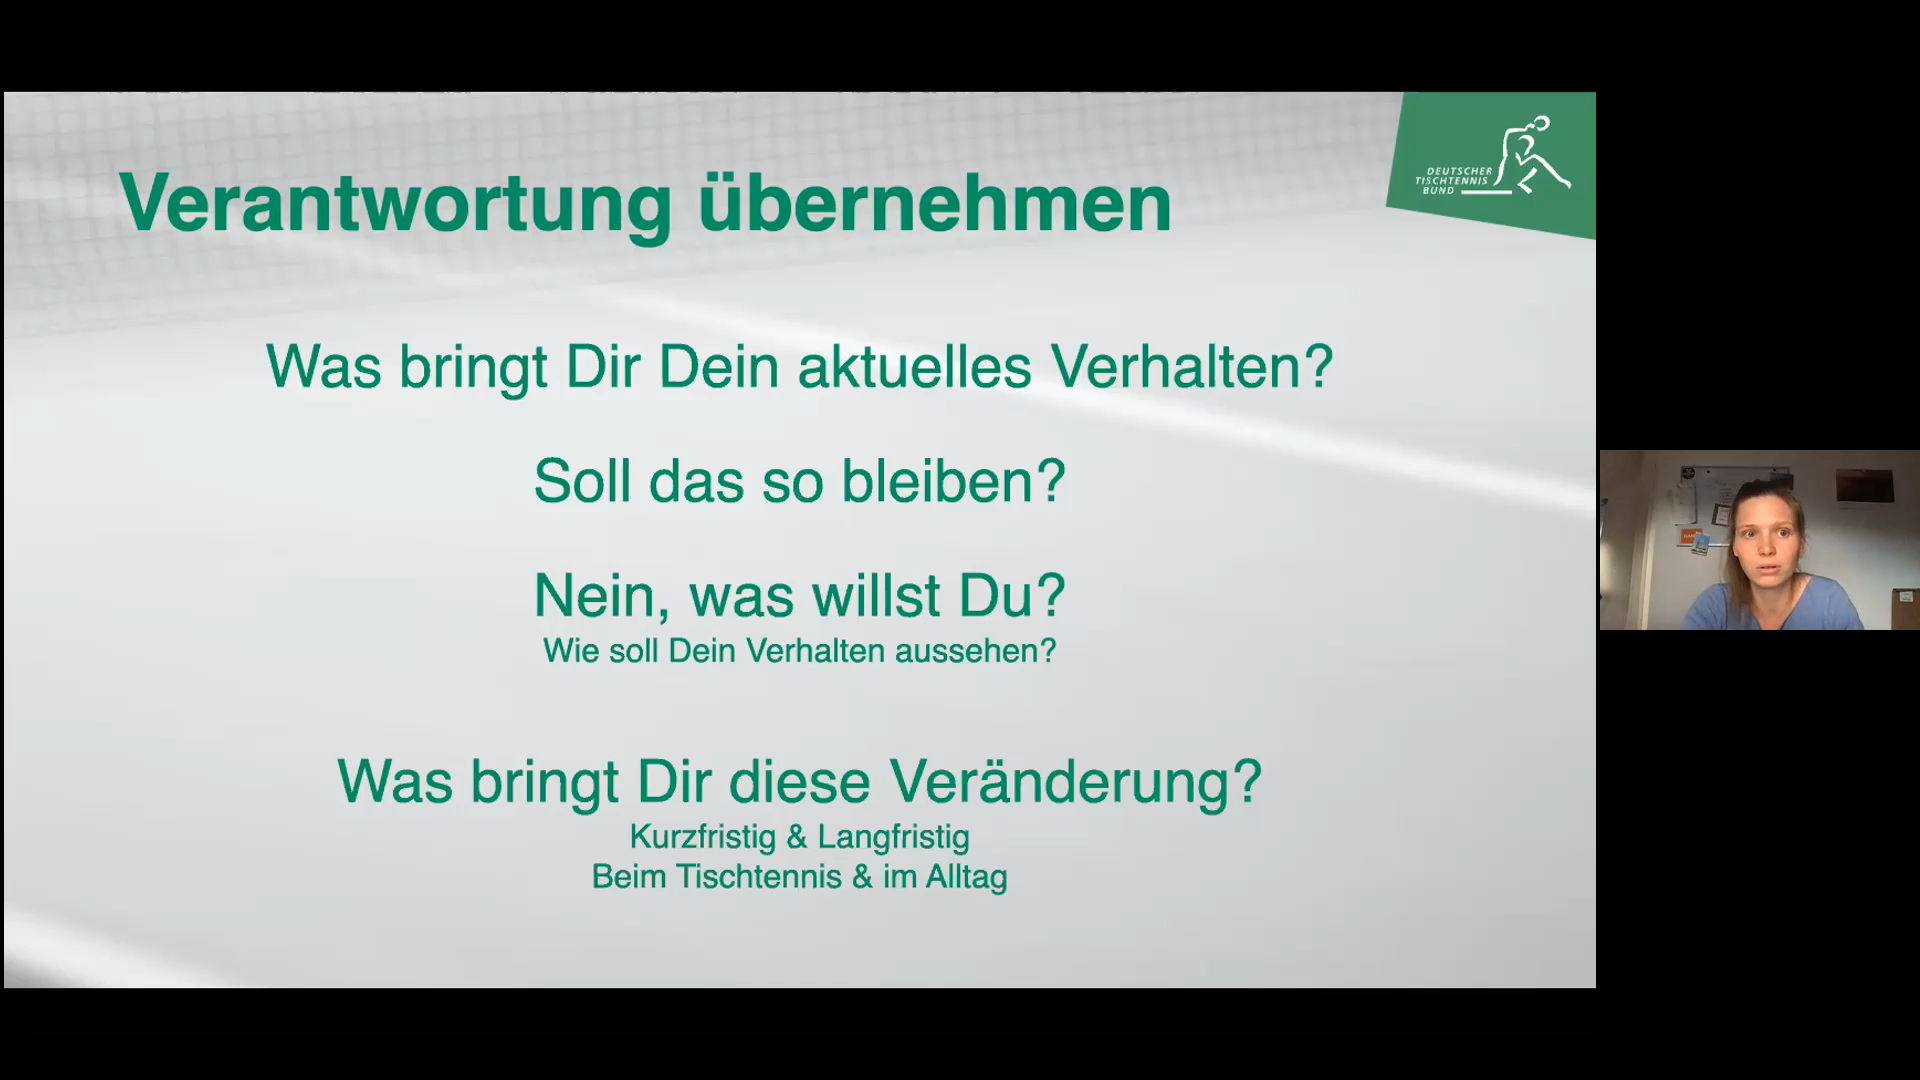 Verantwortung übernehmen
DEUTSCHER
TISCHTENNIS
BUND
Was bringt Dir Dein aktuelles Verhalten?
Soll das so bleiben?
Nein, was willst Du?
Wie soll Dein Verhalten aussehen?
Was bringt Dir diese Veränderung?
Kurzfristig & Langfristig
Beim Tischtennis & im Alltag